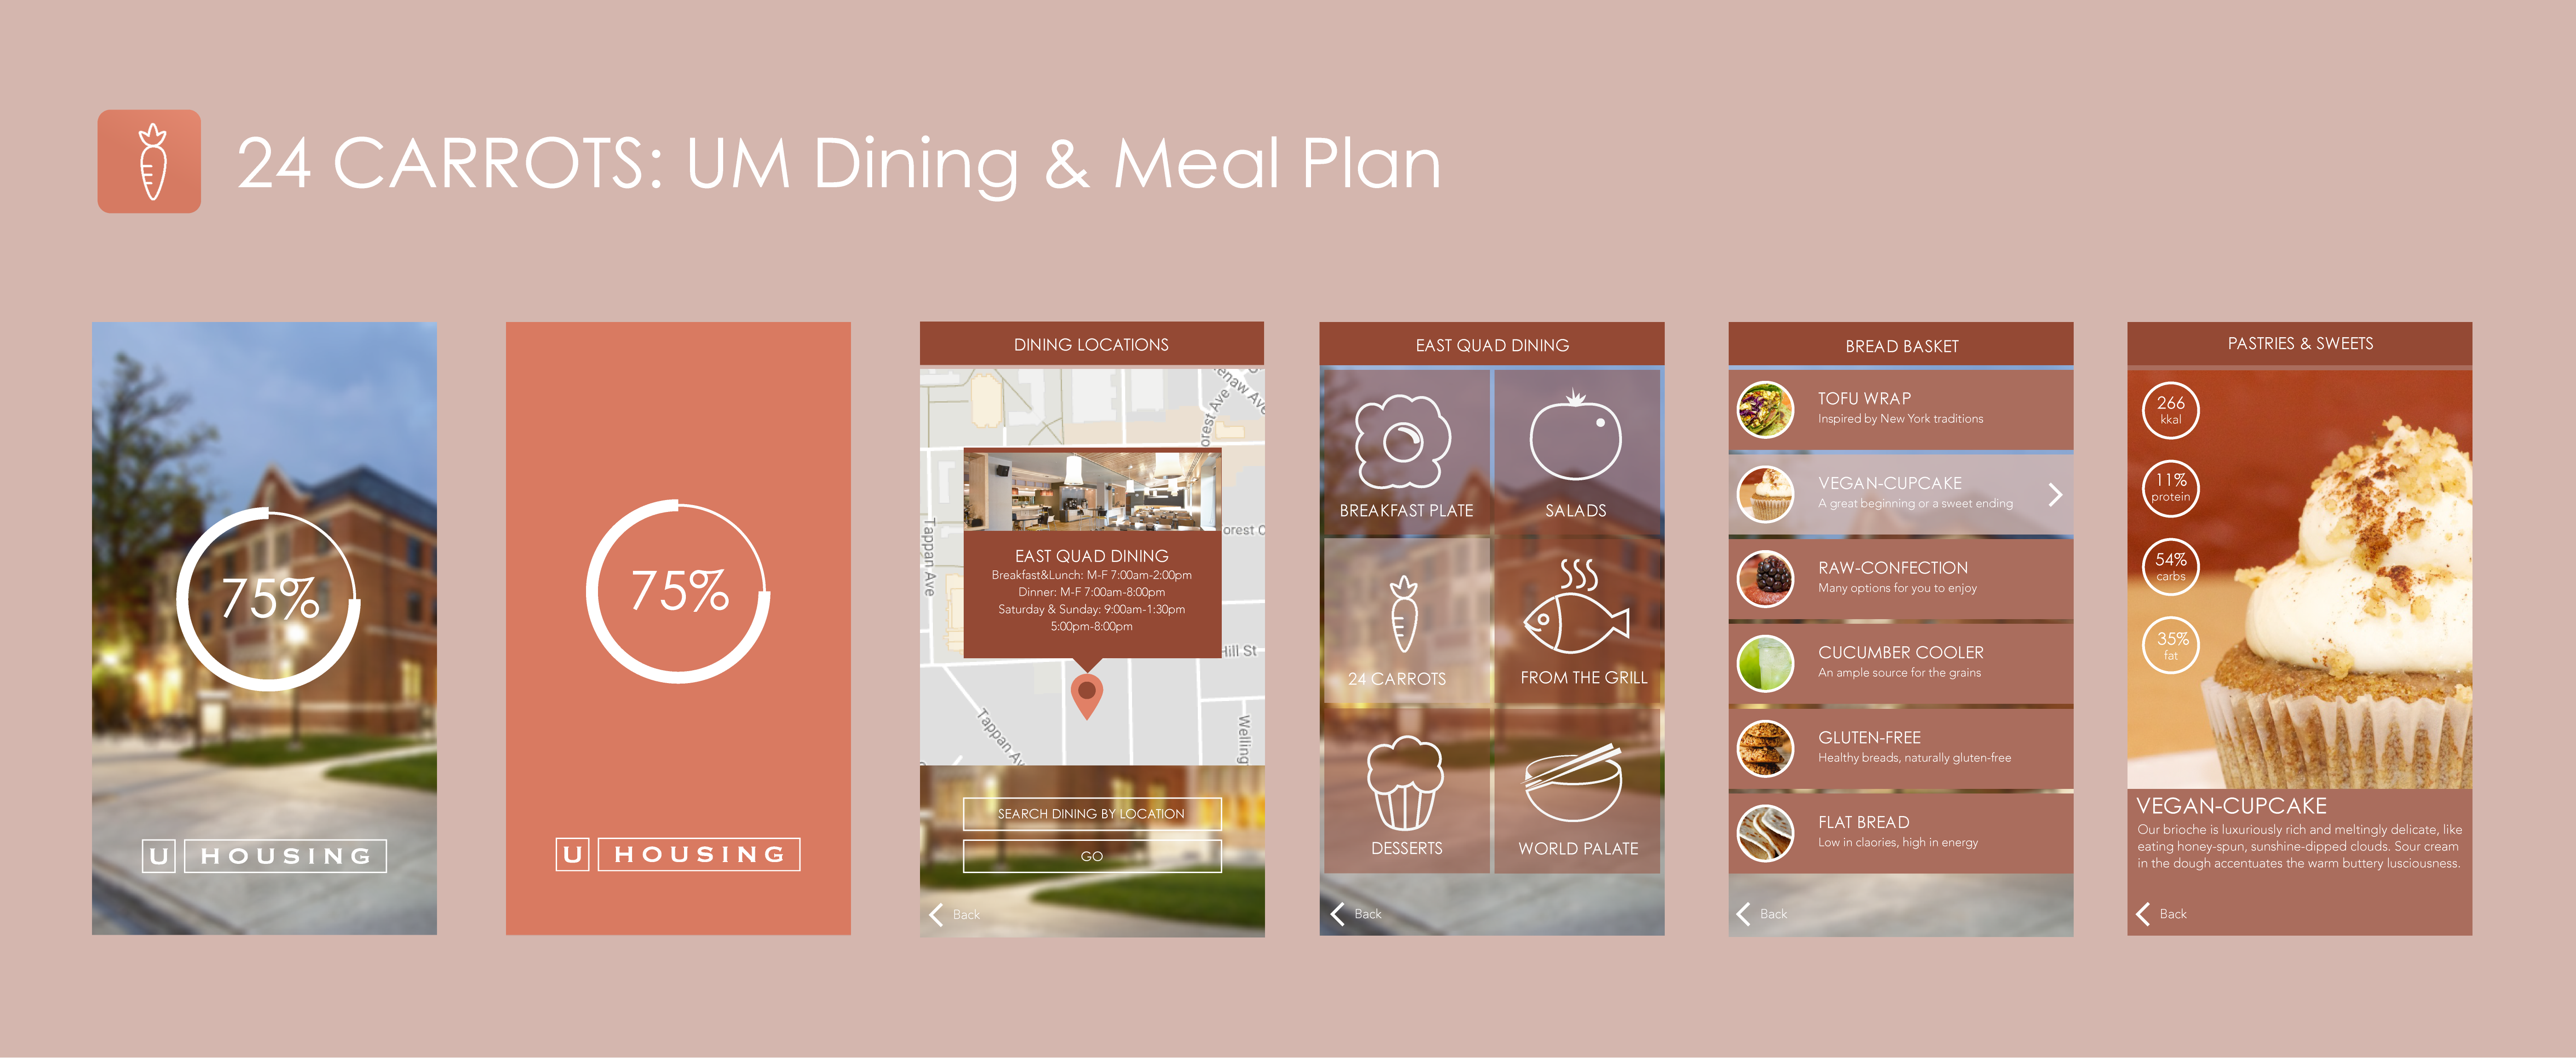 24 CARROTS: UM Dining & Meal Plan
75%
U HOUSING
75%
U HOUSING
DINING LOCATIONS
enaw Ave
orest Ave
Tappan Ave
EAST QUAD DINING
Breakfast&Lunch: M-F 7:00am-2:00pm
Dinner: M-F 7:00am-8:00pm
Saturday & Sunday: 9:00am-1:30pm
5:00pm-8:00pm
orest C
Hill St
Tappan Av
Welling
SEARCH DINING BY LOCATION
GO
Back
EAST QUAD DINING
BREAKFAST PLATE
SALADS
24 CARROTS
FROM THE GRILL
DESSERTS
WORLD PALATE
Back
BREAD BASKET
TOFU WRAP
Inspired by New York traditions
VEGAN-CUPCAKE
A great beginning or a sweet ending
RAW-CONFECTION
Many options for you to enjoy
CUCUMBER COOLER
An ample source for the grains
GLUTEN-FREE
Healthy breads, naturally gluten-free
FLAT BREAD
Low in claories, high in energy
Back
PASTRIES & SWEETS
266
kkal
11%
protein
54%
carbs
35%
fat
VEGAN-CUPCAKE
Our brioche is luxuriously rich and meltingly delicate, like
eating honey-spun, sunshine-dipped clouds. Sour cream
in the dough accentuates the warm buttery lusciousness.
Back